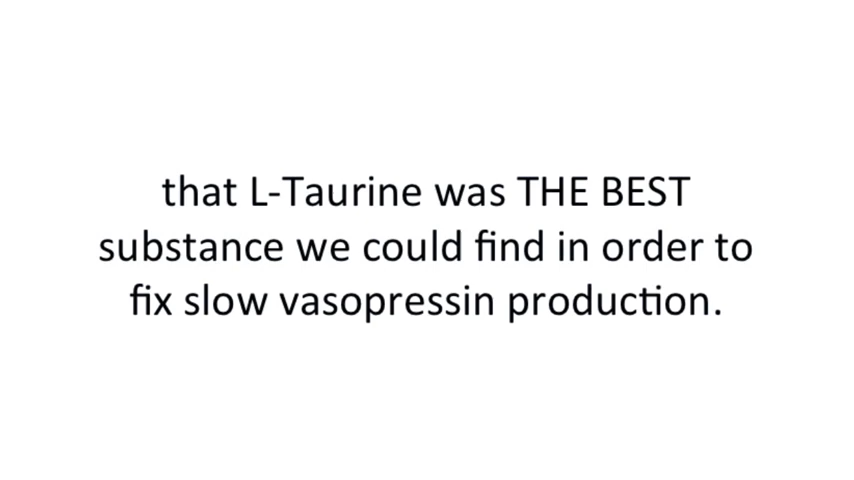 that L-Taurine was THE BEST
substance we could find in order to
fix slow vasopressin production.